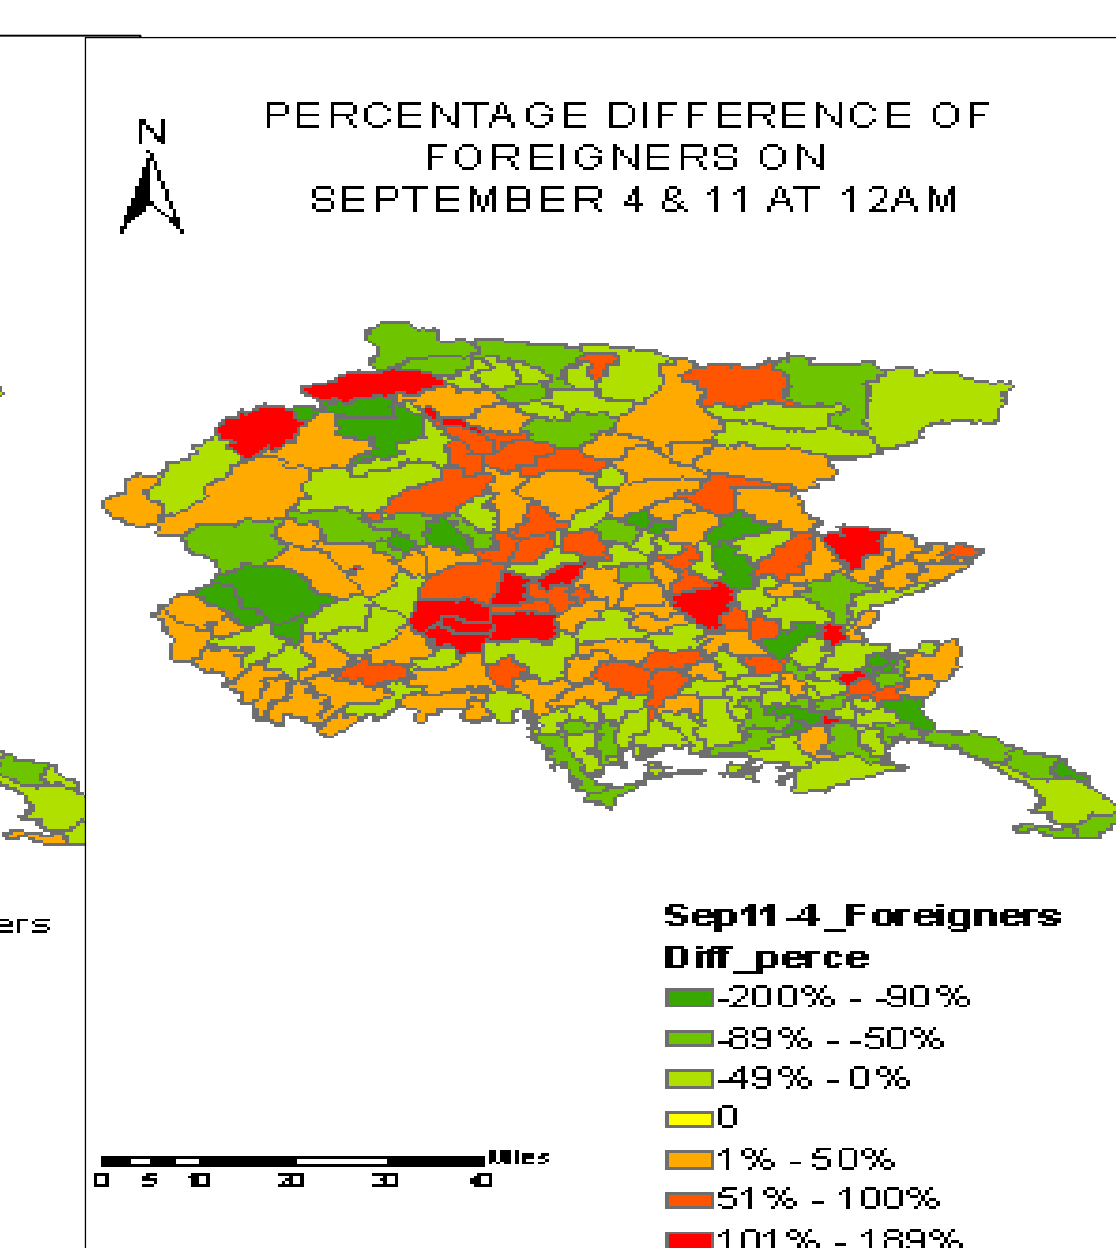 N
PERCENTAGE DIFFERENCE OF
FOREIGNERS ON
SEPTEMBER 4 & 11 AT 12AM
ers
Sep11-4_Foreigners
Diff_perce
-200% - -90%
-89% - -50%
-49% - 0%
0
1% - 50%
51% - 100%
101% - 189%
Miles
0 5 10 20 30 40